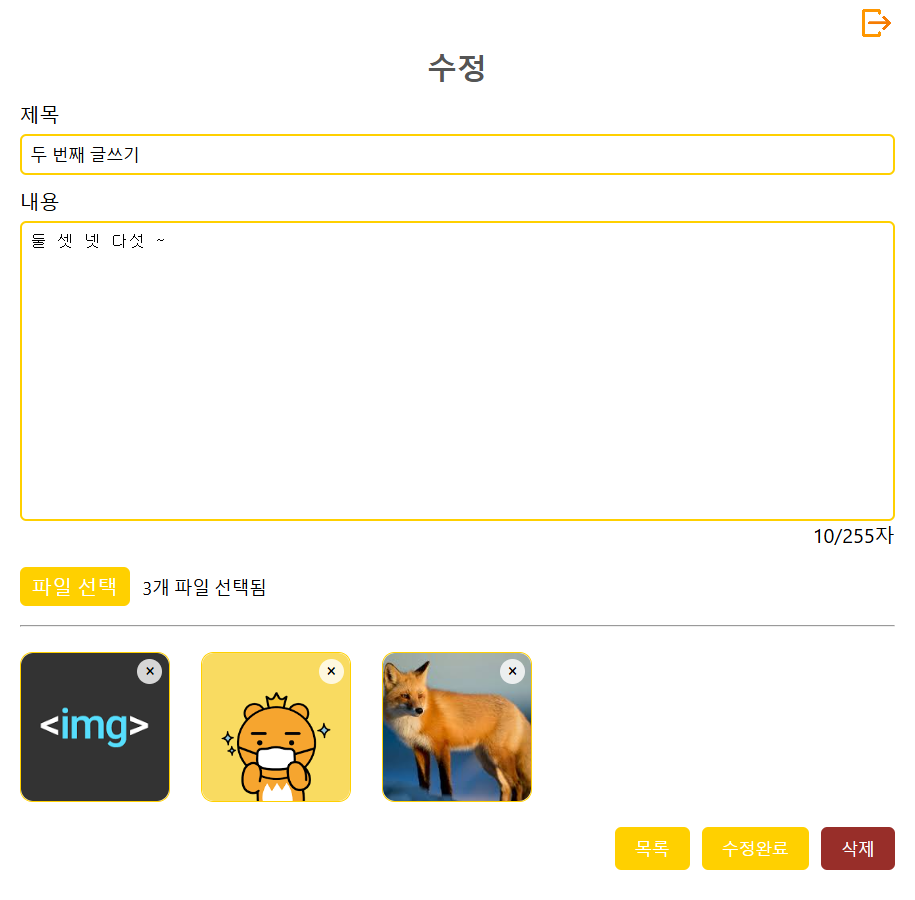 수정
제목
두 번째 글쓰기
내용
둘 셋 넷 다섯 ~
10/255자
파일 선택 3개 파일 선택됨
× × ×
<img>
목록 수정완료 삭제